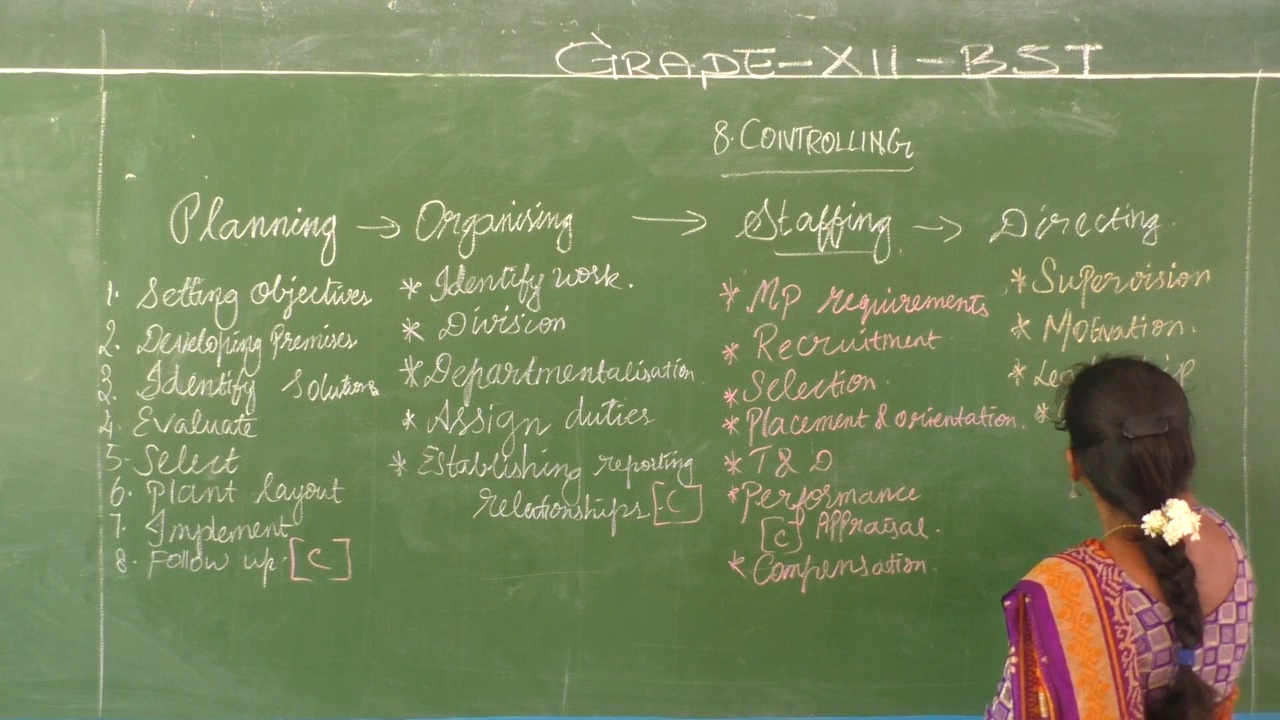 GRADE-XII-BST
8. CONTROLLING
Planning → Organising → Staffing → Directing
1. Setting Objectives
2. Developing Premises
3. Identify Solutions
4. Evaluate
5. Select
6. Plant layout
7. Implement
8. Follow up [C]
* Identify work.
* Division
* Departmentalisation
* Assign duties
* Establishing reporting
relationships [C]
* MP requirements
* Recruitment
* Selection.
* Placement & orientation.
* T & D
* Performance
[C] Appraisal.
* Compensation.
* Supervision
* Motivation.
*
*